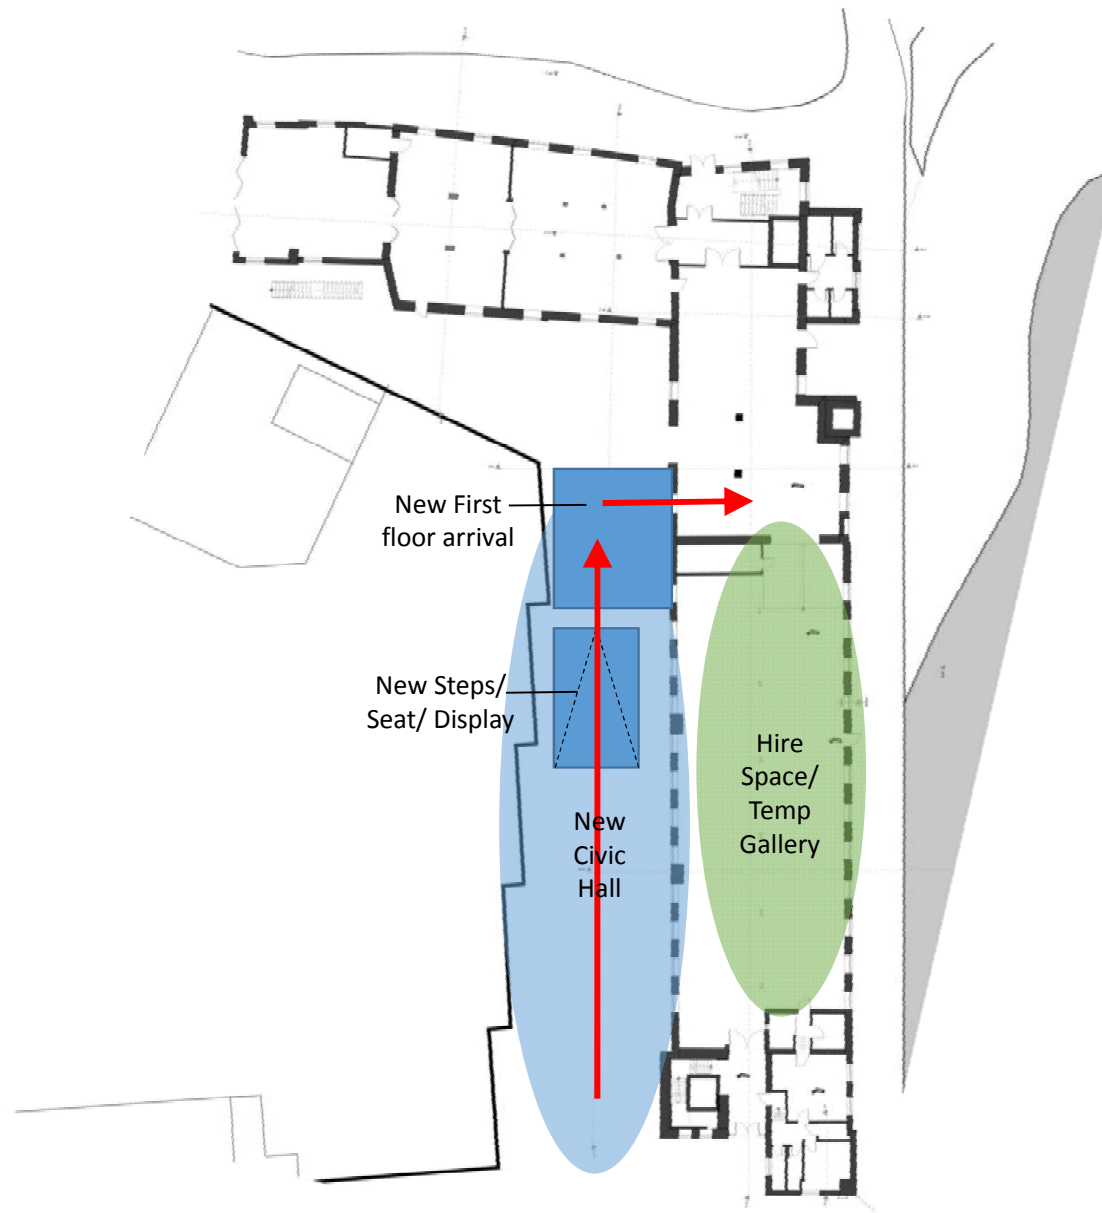 New First
floor arrival
New Steps/
Seat/ Display
New
Civic
Hall
Hire
Space/
Temp
Gallery